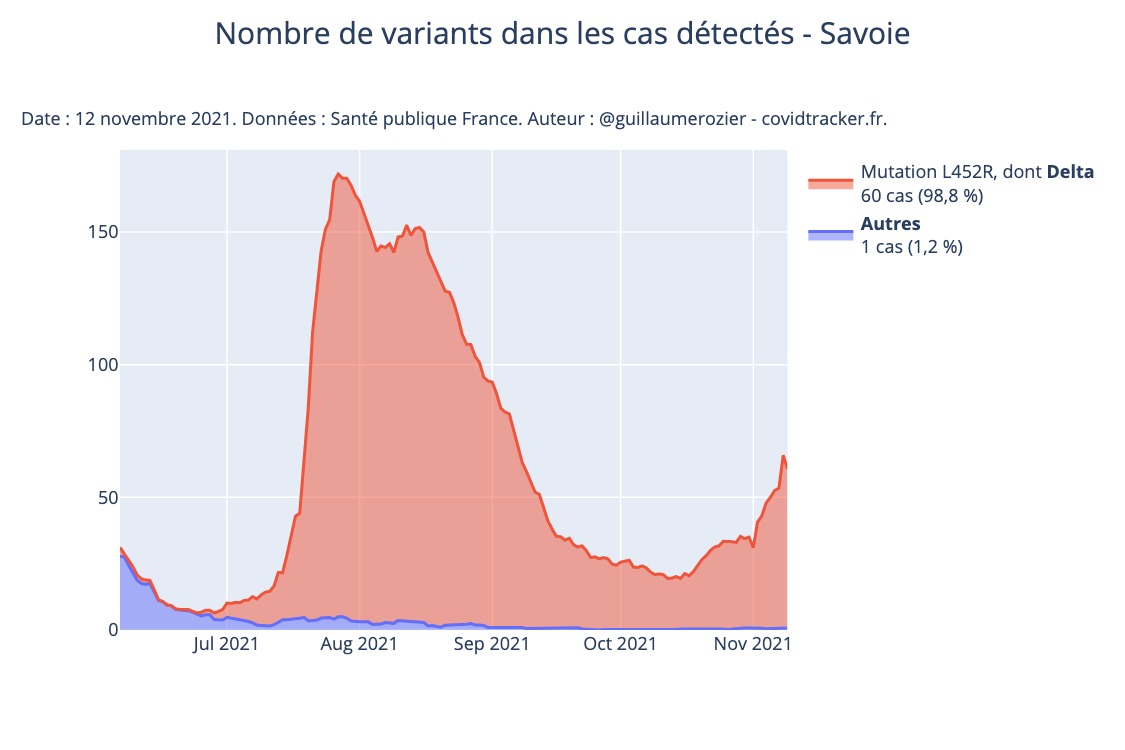 Nombre de variants dans les cas détectés - Savoie
Date : 12 novembre 2021. Données : Santé publique France. Auteur : @guillaumerozier - covidtracker.fr.
Mutation L452R, dont Delta
60 cas (98,8 %)
Autres
1 cas (1,2 %)
150
100
50
0
Jul 2021
Aug 2021
Sep 2021
Oct 2021
Nov 2021